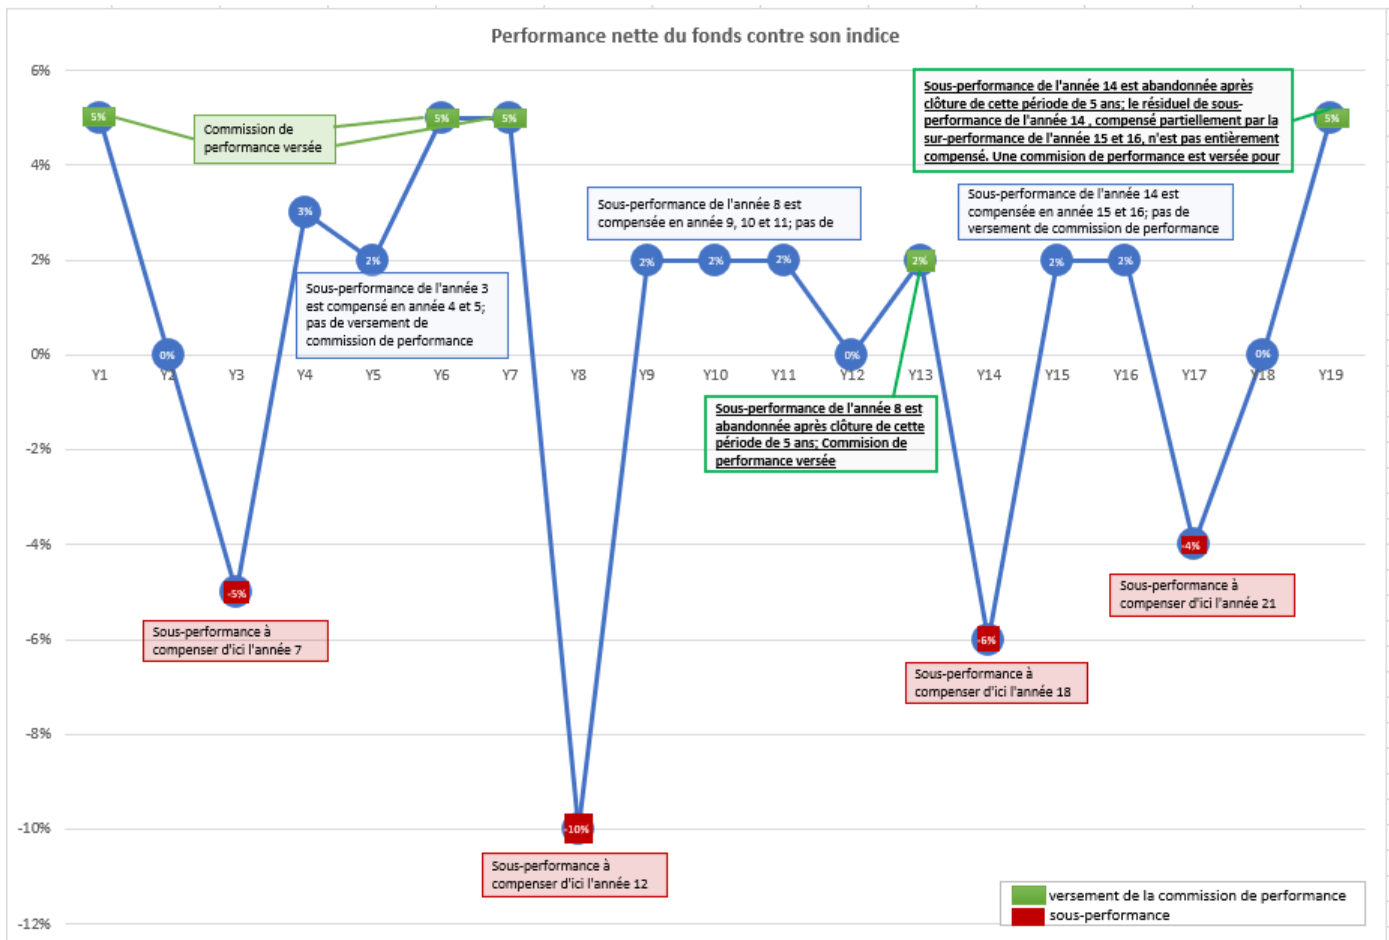 Performance nette du fonds contre son indice
6%
4%
2%
0%
-2%
-4%
-6%
-8%
-10%
-12%
Y1
Y2
Y3
Y4
Y5
Y6
Y7
Y8
Y9
Y10
Y11
Y12
Y13
Y14
Y15
Y16
Y17
Y18
Y19
5%
0%
-5%
3%
2%
5%
5%
-10%
2%
2%
2%
0%
2%
-6%
2%
2%
-4%
0%
5%
Commission de
performance versée
Sous-performance de l'année 3
est compensé en année 4 et 5;
pas de versement de
commission de performance
Sous-performance à
compenser d'ici l'année 7
Sous-performance à
compenser d'ici l'année 12
Sous-performance de l'année 8 est
compensée en année 9, 10 et 11; pas de
Sous-performance de l'année 8 est
abandonnée après clôture de cette
période de 5 ans; Commision de
performance versée
Sous-performance de l'année 14 est abandonnée après
clôture de cette période de 5 ans; le résiduel de sous-
performance de l'année 14 , compensé partiellement par la
sur-performance de l'année 15 et 16, n'est pas entièrement
compensé. Une commision de performance est versée pour
Sous-performance de l'année 14 est
compensée en année 15 et 16; pas de
versement de commission de performance
Sous-performance à
compenser d'ici l'année 18
Sous-performance à
compenser d'ici l'année 21
versement de la commission de performance
sous-performance